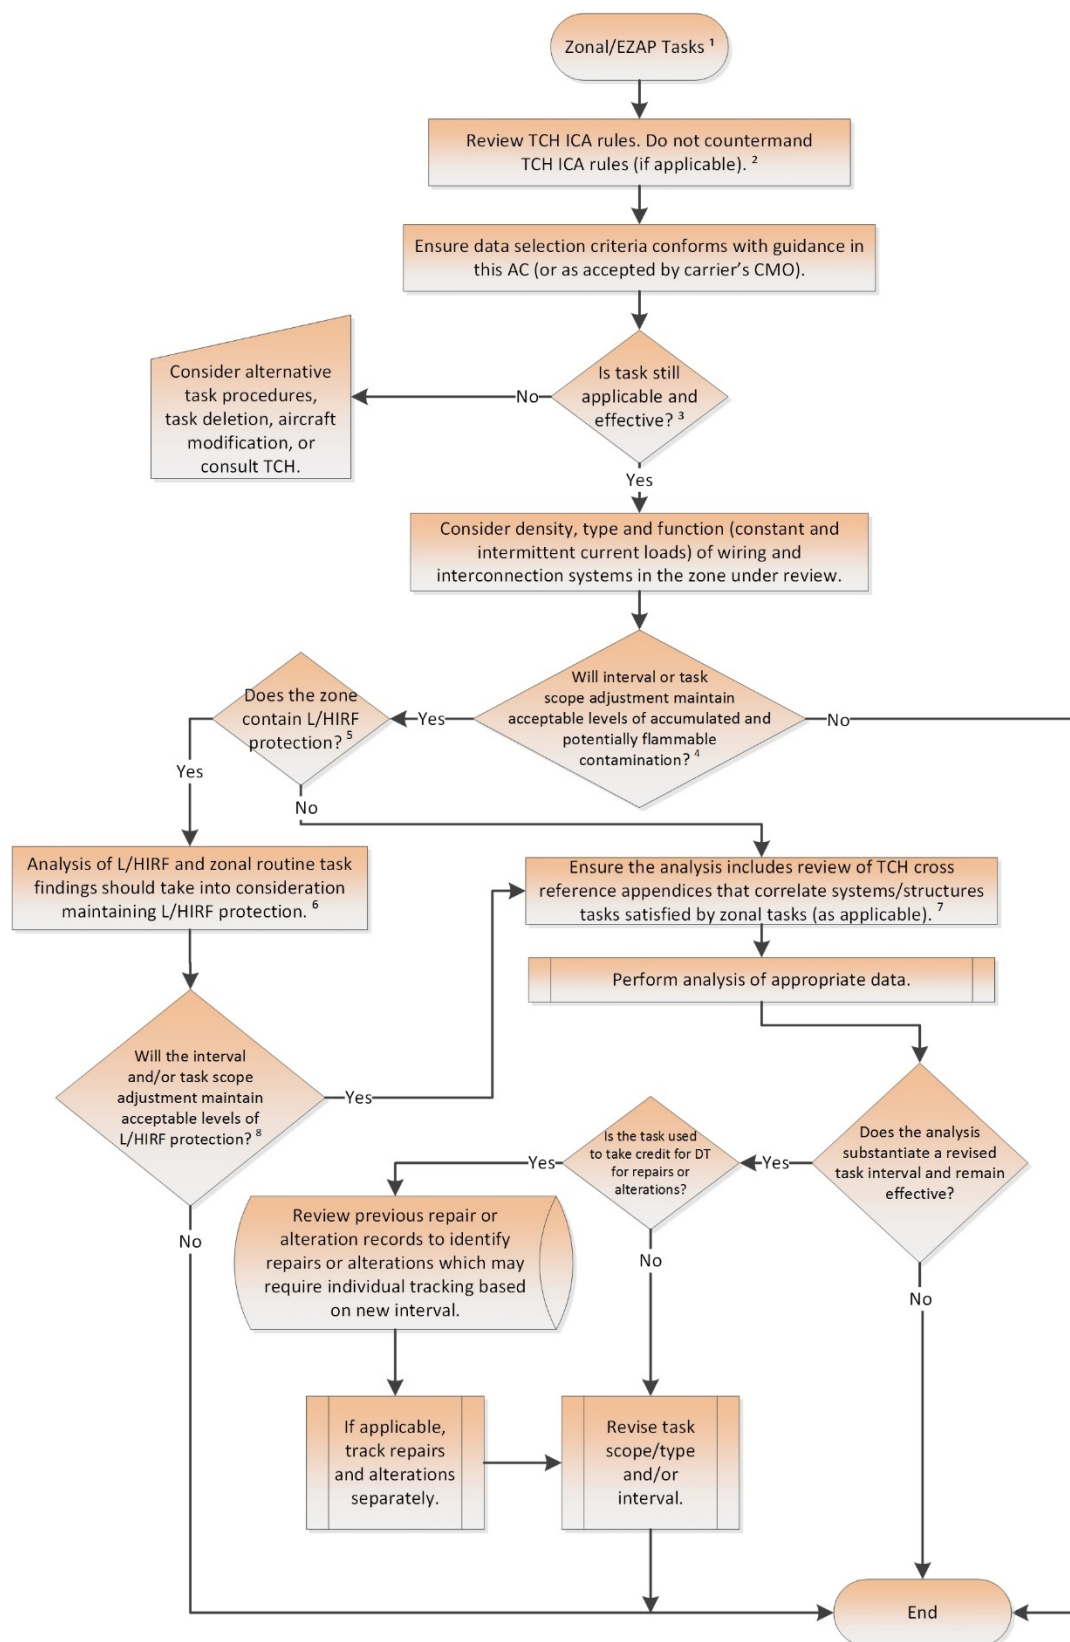 Zonal/EZAP Tasks ¹
Review TCH ICA rules. Do not countermand
TCH ICA rules (if applicable). ²
Ensure data selection criteria conforms with guidance in
this AC (or as accepted by carrier’s CMO).
Is task still
applicable and
effective? ³
No
Consider alternative
task procedures,
task deletion, aircraft
modification, or
consult TCH.
Yes
Consider density, type and function (constant and
intermittent current loads) of wiring and
interconnection systems in the zone under review.
Will interval or task
scope adjustment maintain
acceptable levels of accumulated and
potentially flammable
contamination? ⁴
No
Yes
Does the zone
contain L/HIRF
protection? ⁵
Yes
No
Analysis of L/HIRF and zonal routine task
findings should take into consideration
maintaining L/HIRF protection. ⁶
Ensure the analysis includes review of TCH cross
reference appendices that correlate systems/structures
tasks satisfied by zonal tasks (as applicable). ⁷
Perform analysis of appropriate data.
Will the interval
and/or task scope
adjustment maintain
acceptable levels of
L/HIRF protection? ⁸
Yes
No
Does the analysis
substantiate a revised
task interval and remain
effective?
Yes
No
Is the task used
to take credit for DT
for repairs or
alterations?
Yes
No
Review previous repair or
alteration records to identify
repairs or alterations which may
require individual tracking based
on new interval.
If applicable,
track repairs
and alterations
separately.
Revise task
scope/type
and/or
interval.
End